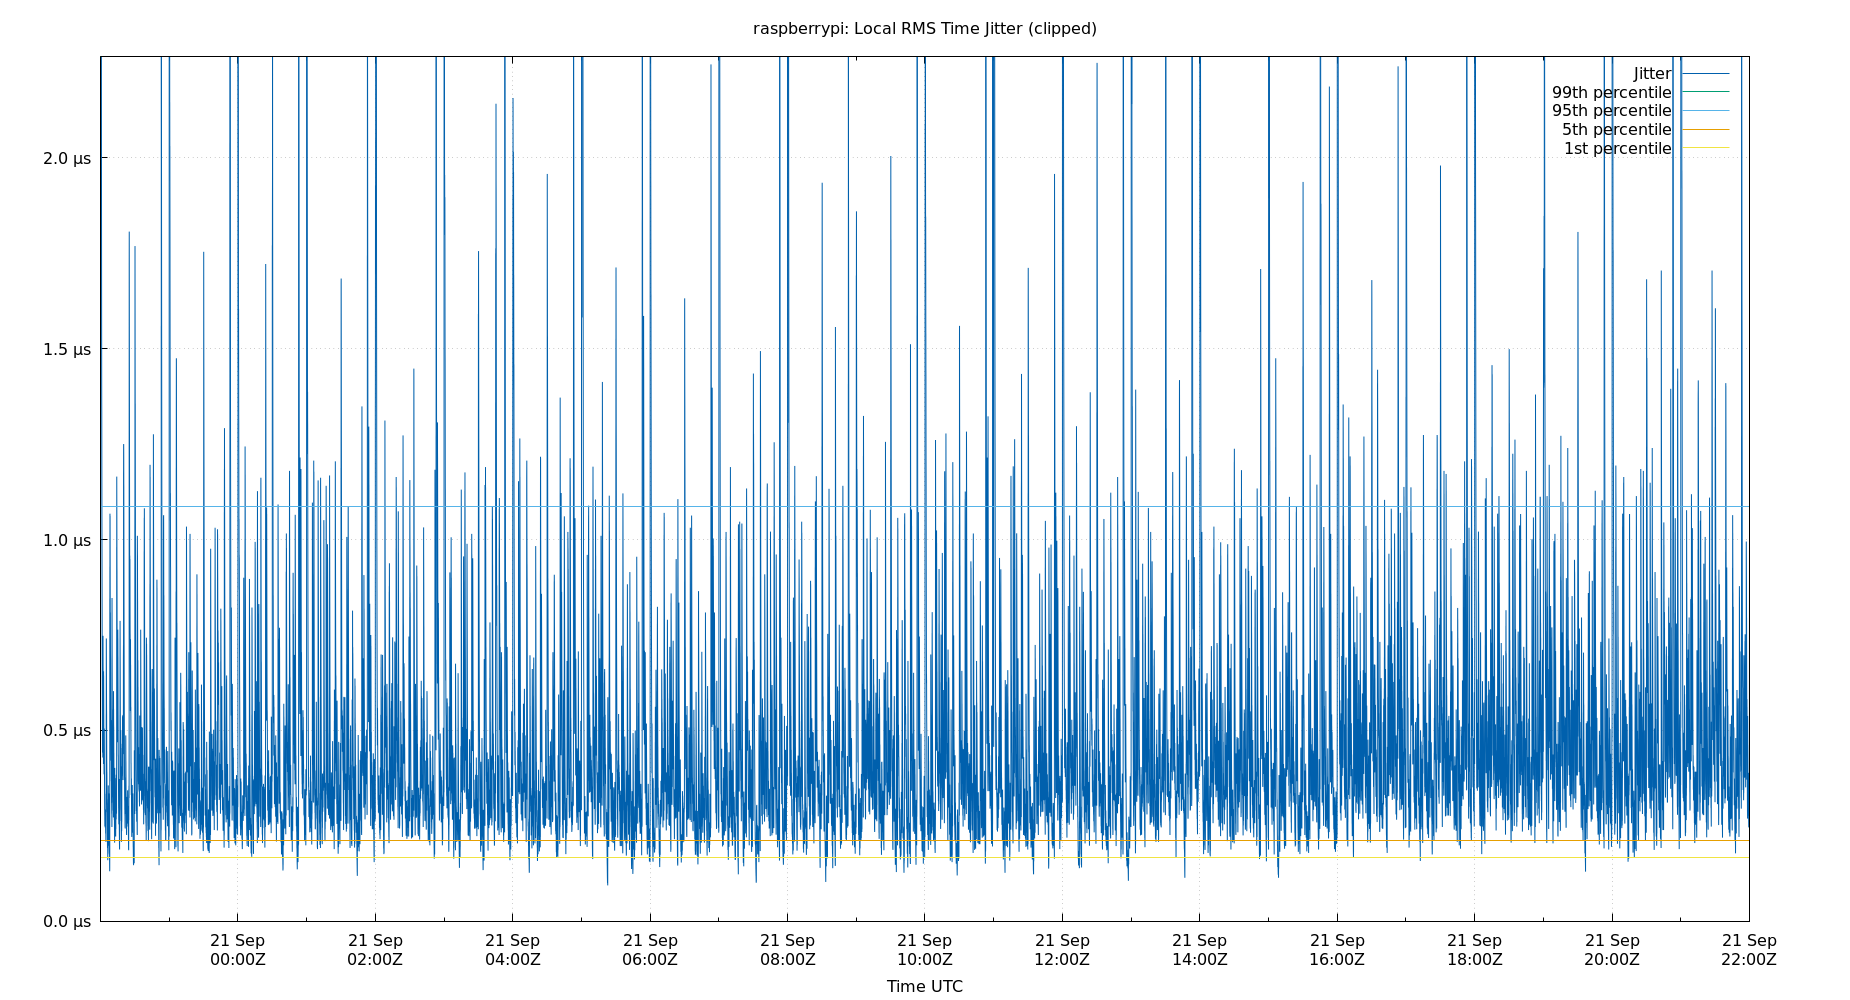 raspberrypi: Local RMS Time Jitter (clipped)
Jitter
99th percentile
95th percentile
5th percentile
1st percentile
2.0 μs
1.5 μs
1.0 μs
0.5 μs
0.0 μs
21 Sep 21 Sep 21 Sep 21 Sep 21 Sep 21 Sep 21 Sep 21 Sep 21 Sep 21 Sep 21 Sep 21 Sep
00:00Z 02:00Z 04:00Z 06:00Z 08:00Z 10:00Z 12:00Z 14:00Z 16:00Z 18:00Z 20:00Z 22:00Z
Time UTC